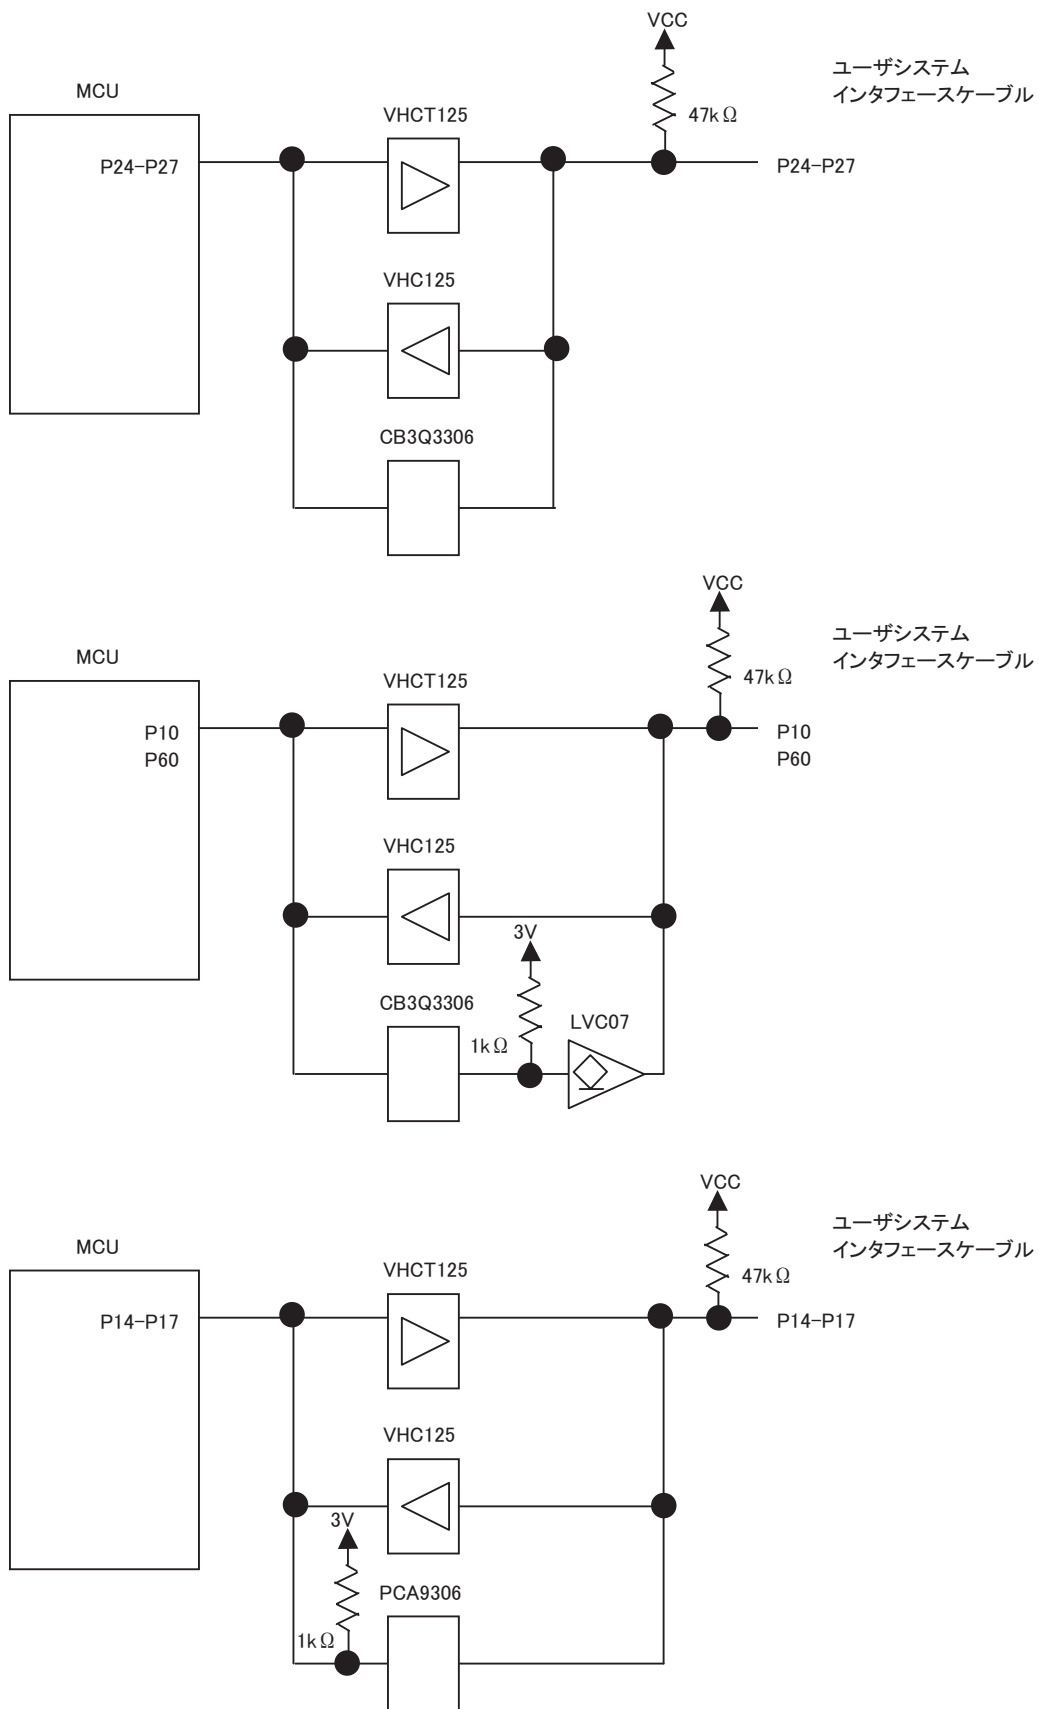 VCC
ユーザシステム
インタフェースケーブル
MCU
VHCT125
47kΩ
P24-P27
P24-P27
VHC125
CB3Q3306
VCC
ユーザシステム
インタフェースケーブル
MCU
VHCT125
47kΩ
P10
P60
P10
P60
VHC125
3V
CB3Q3306
LVC07
1kΩ
VCC
ユーザシステム
インタフェースケーブル
MCU
VHCT125
47kΩ
P14-P17
P14-P17
VHC125
3V
PCA9306
1kΩ